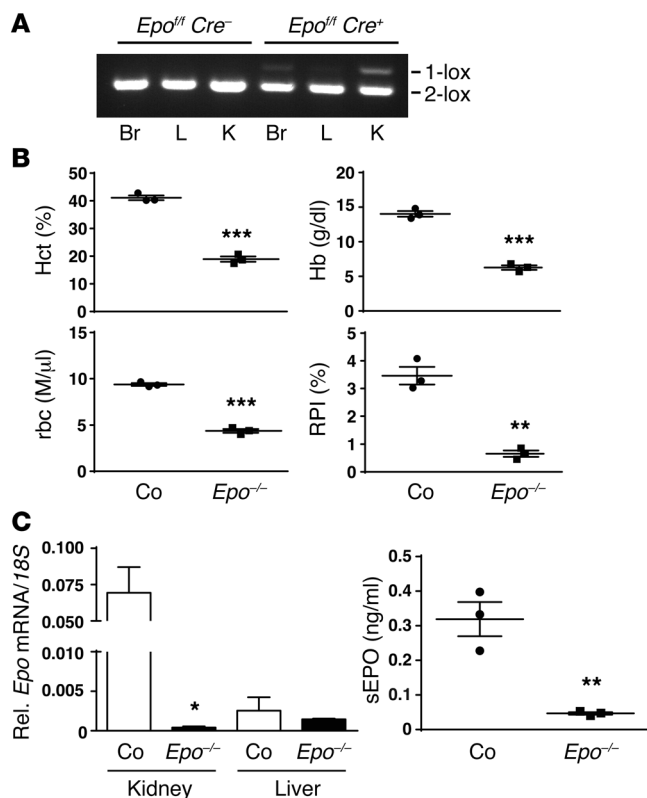 A
Epo^f/f Cre^– Epo^f/f Cre^+
1-lox
2-lox
Br L K Br L K
B
50
40
30
20
10
0
Hct (%)
***
20
15
10
5
0
Hb (g/dl)
***
10
5
0
rbc (M/μl)
***
Co Epo^–/–
5
4
3
2
1
0
RPI (%)
**
Co Epo^–/–
C
0.100
0.075
0.050
0.010
0.005
0.000
Rel. Epo mRNA/18S
*
Co Epo^–/– Co Epo^–/–
Kidney Liver
0.5
0.4
0.3
0.2
0.1
0
sEPO (ng/ml)
**
Co Epo^–/–